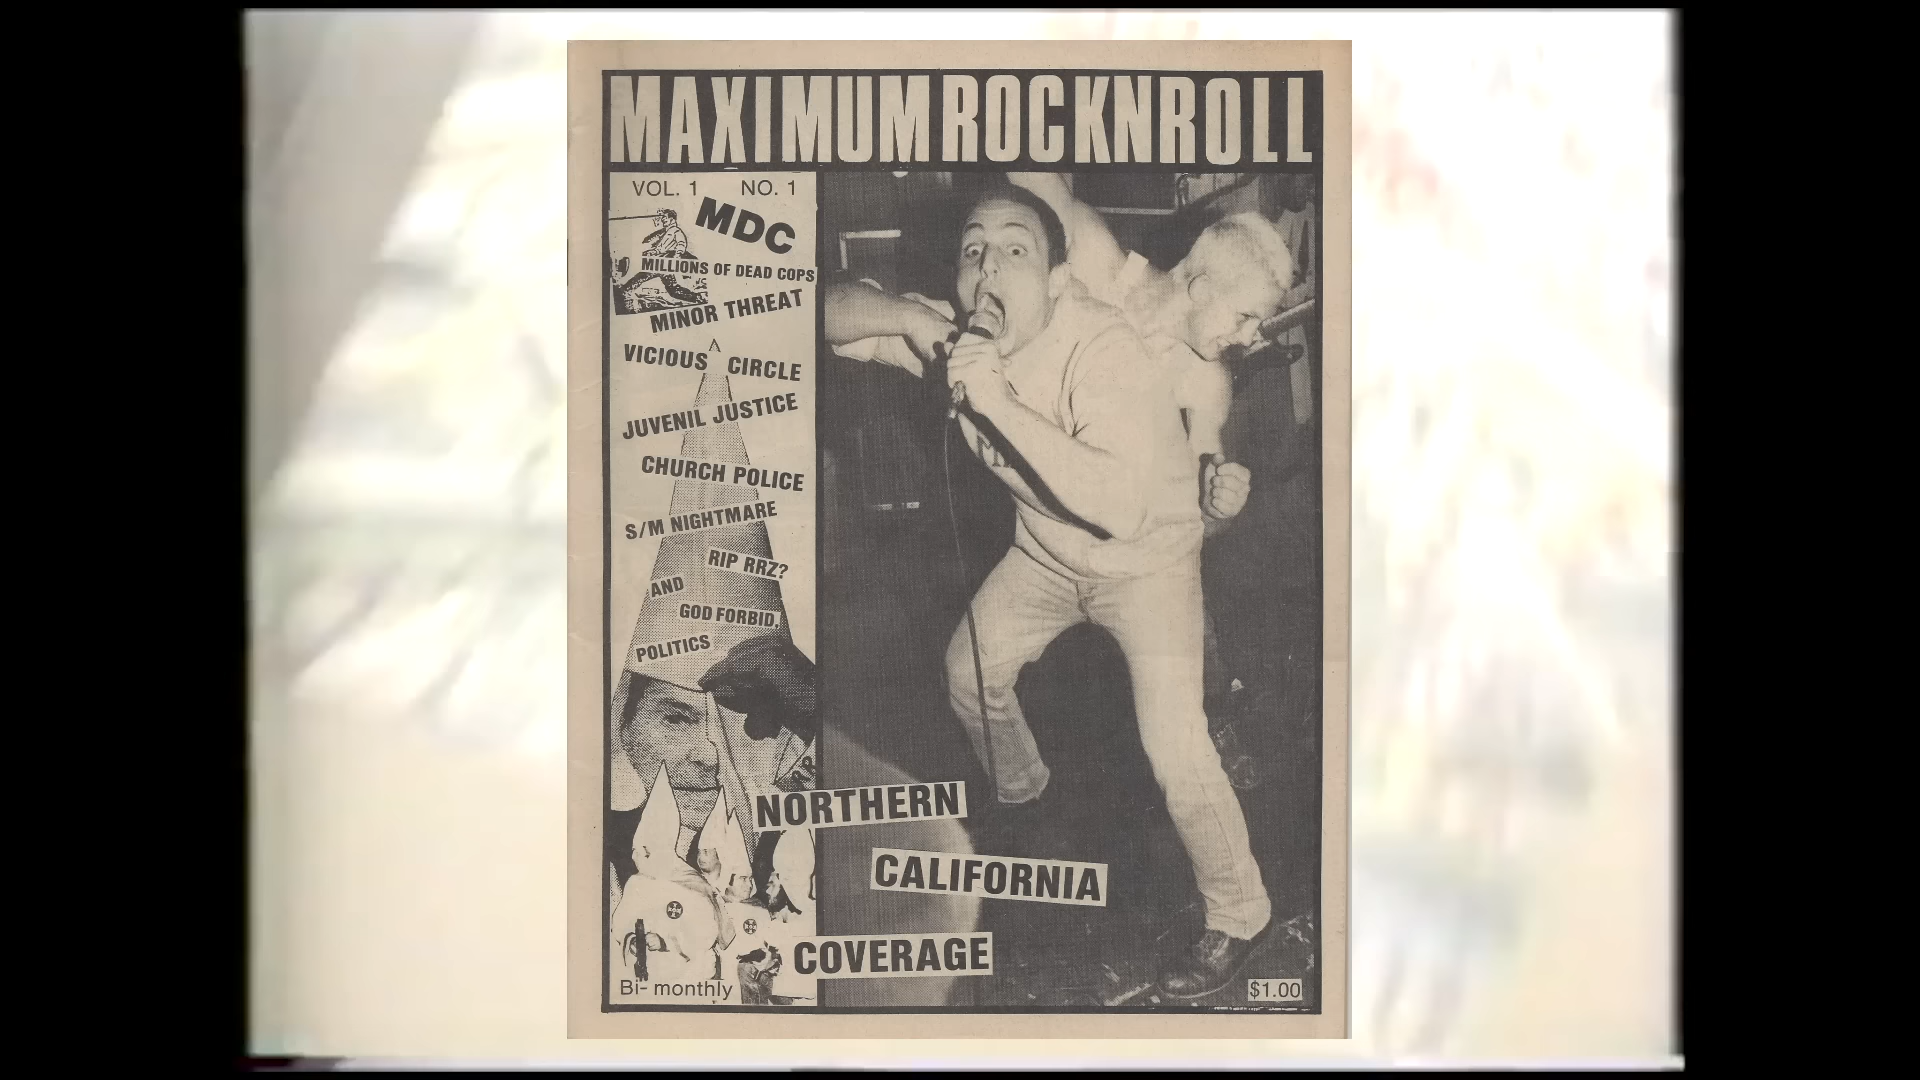 MAXIMUMROCKNROLL
VOL. 1 NO. 1
MDC
MILLIONS OF DEAD COPS
MINOR THREAT
VICIOUS CIRCLE
JUVENIL JUSTICE
CHURCH POLICE
S/M NIGHTMARE
RIP RRZ?
AND
GOD FORBID,
POLITICS
NORTHERN
CALIFORNIA
COVERAGE
Bi-monthly
$1.00